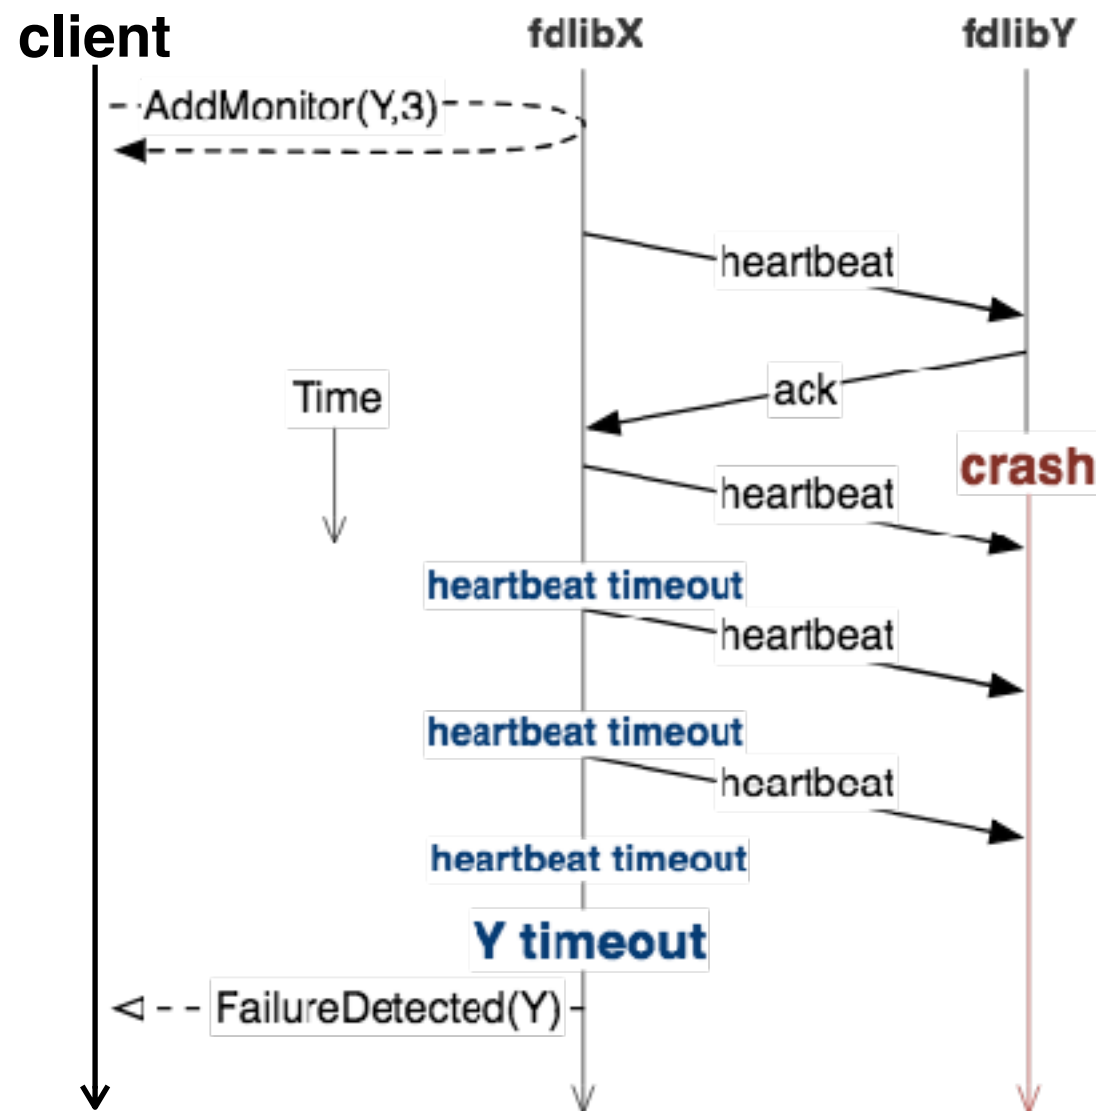 client
fdlibX
fdlibY
AddMonitor(Y,3)
heartbeat
ack
Time
crash
heartbeat
heartbeat timeout
heartbeat
heartbeat timeout
heartbeat
heartbeat timeout
Y timeout
FailureDetected(Y)